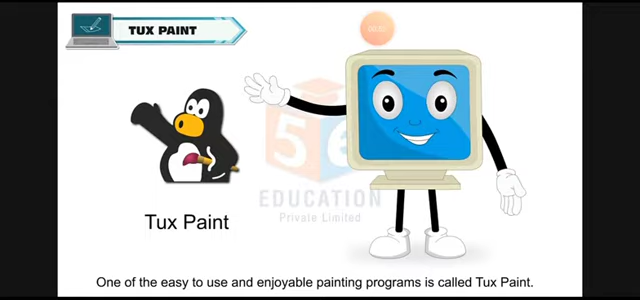 TUX PAINT
56
EDUCATION
Private Limited
Tux Paint
One of the easy to use and enjoyable painting programs is called Tux Paint.